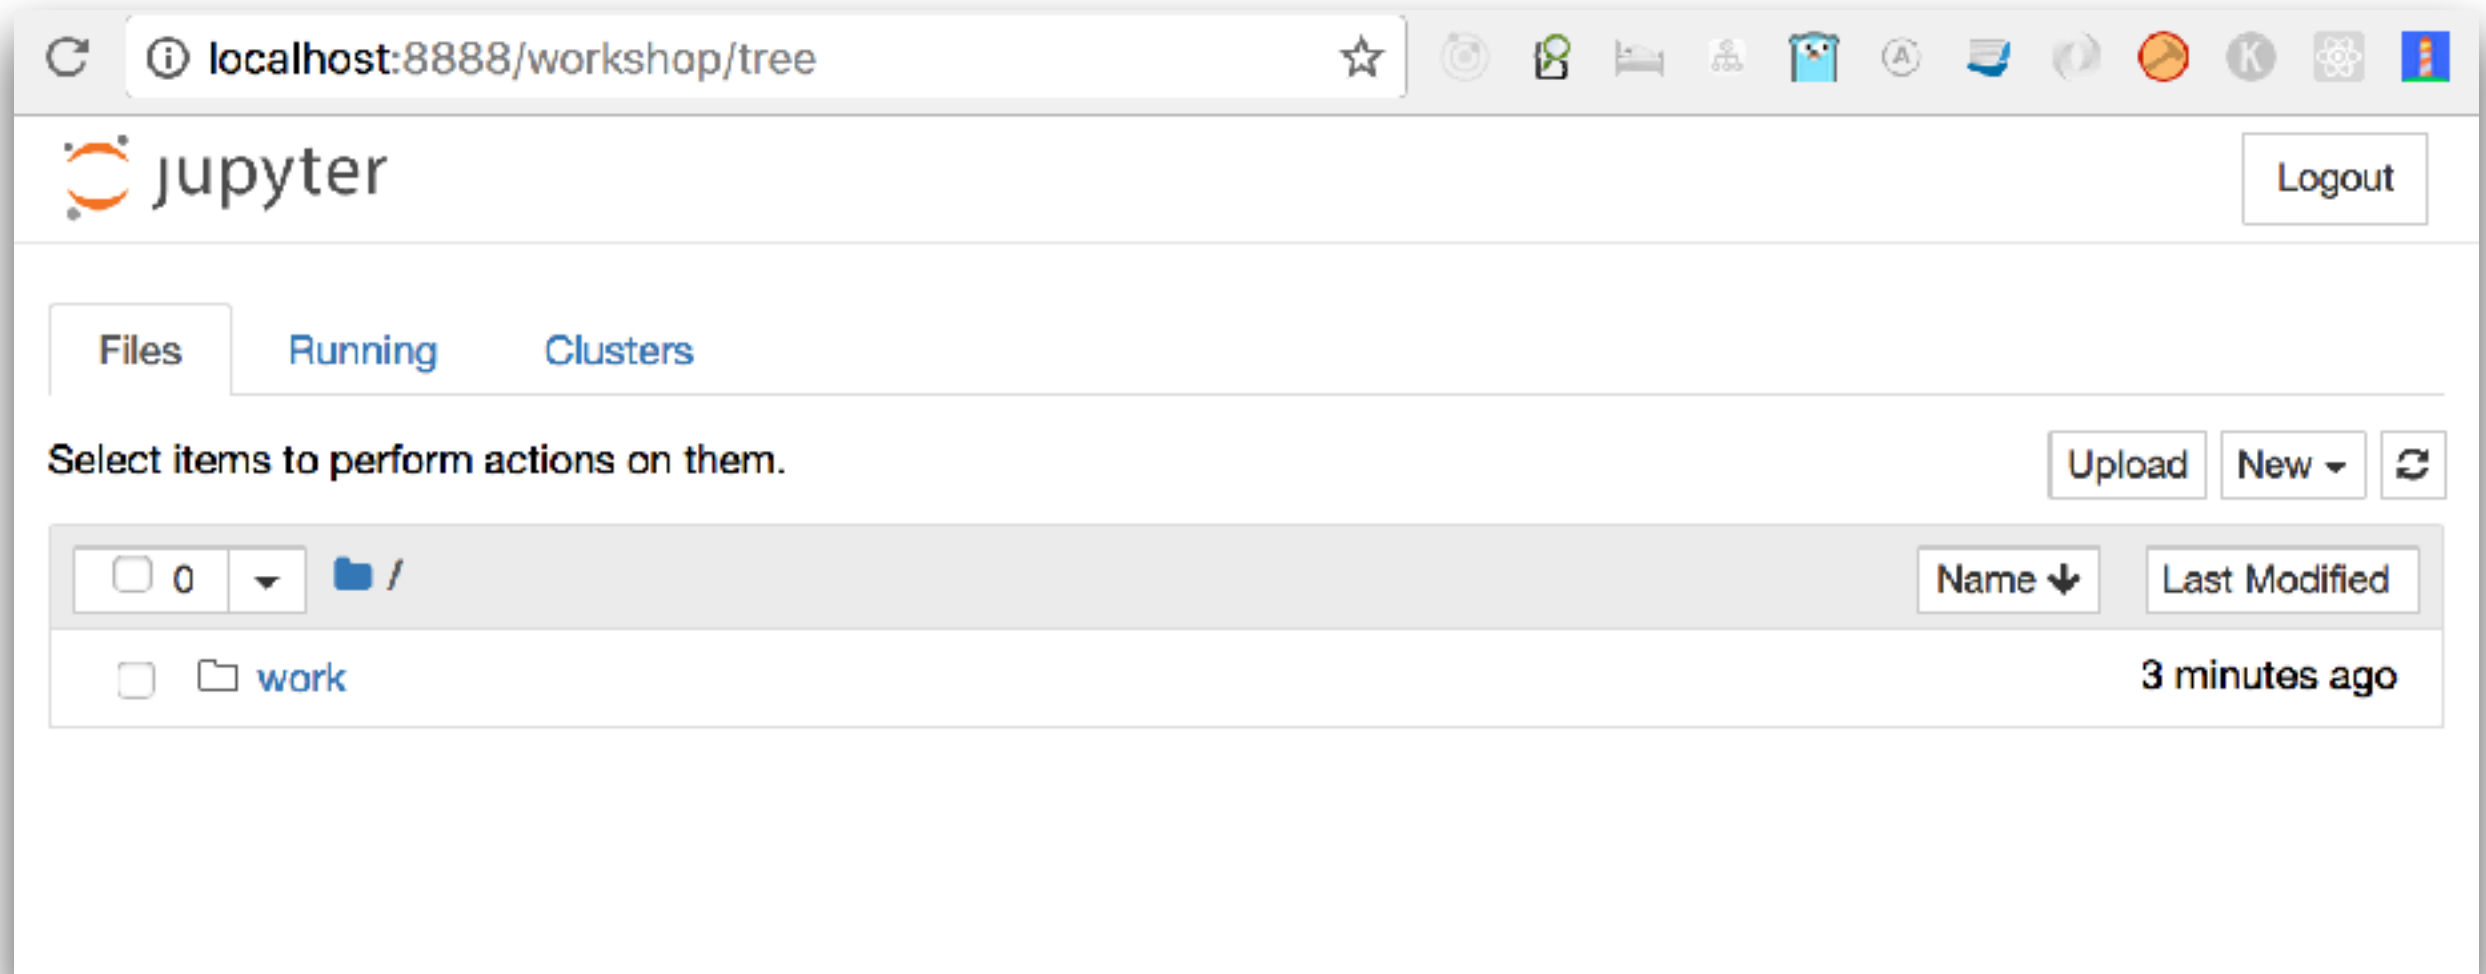 localhost:8888/workshop/tree
A
K
jupyter
Logout
Files Running Clusters
Select items to perform actions on them.
Upload New
0 / Name Last Modified
work 3 minutes ago